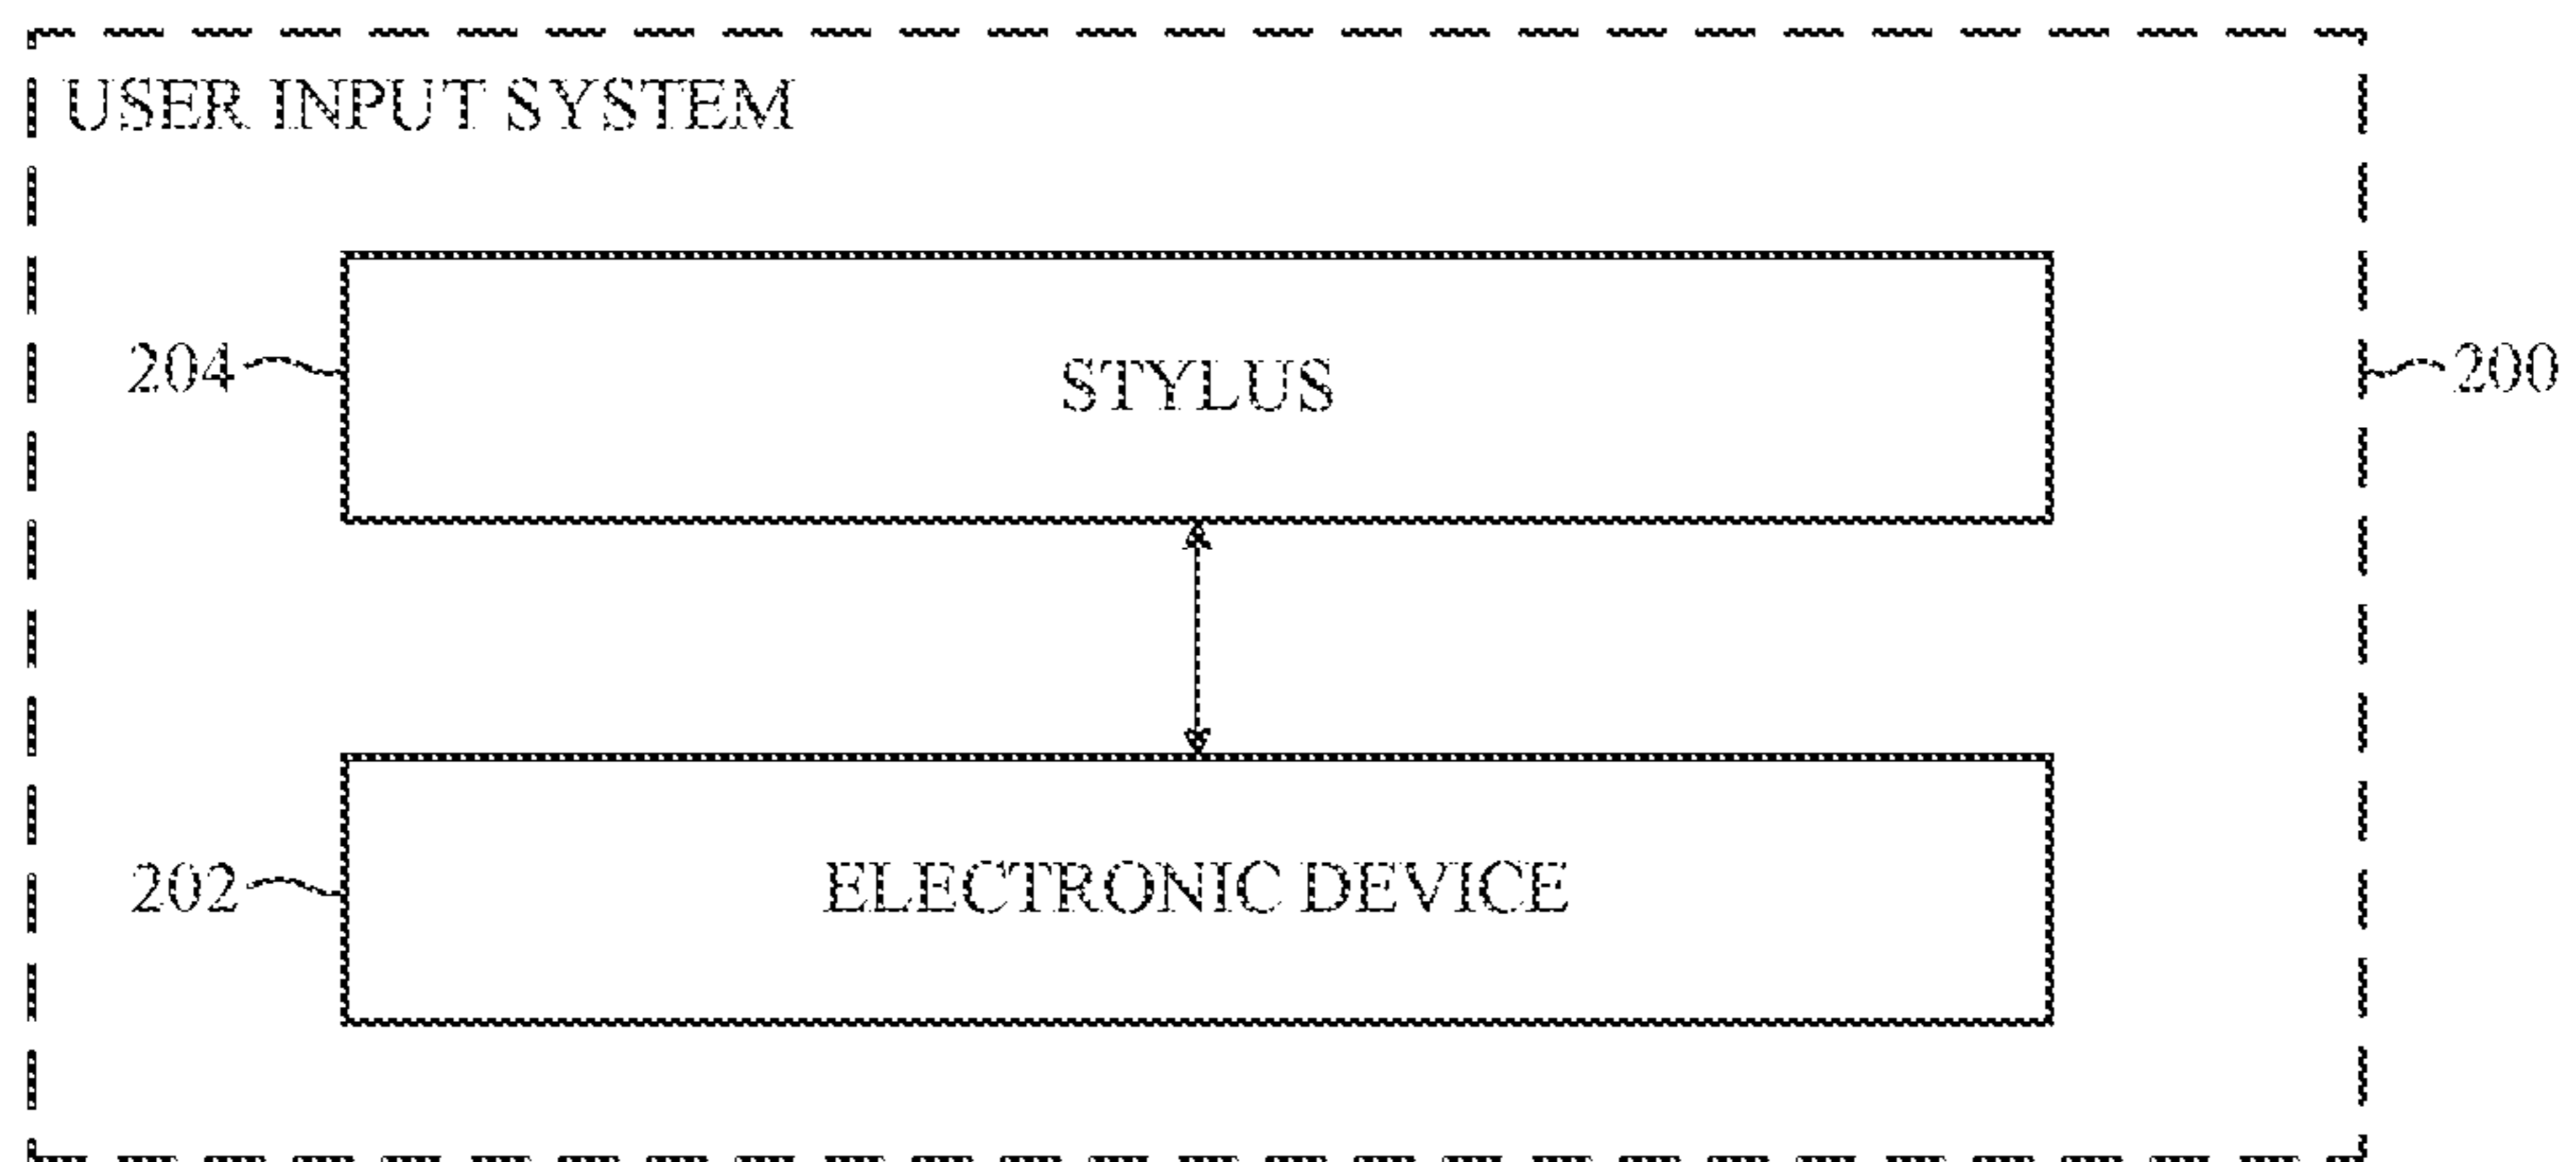 USER INPUT SYSTEM
204
STYLUS
200
202
ELECTRONIC DEVICE